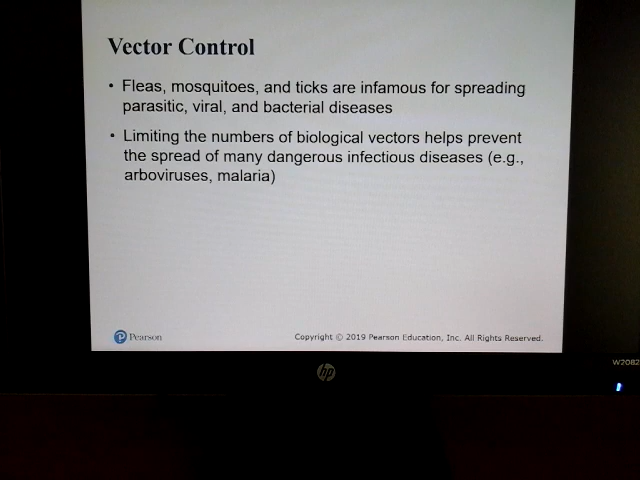 Vector Control
• Fleas, mosquitoes, and ticks are infamous for spreading
parasitic, viral, and bacterial diseases
• Limiting the numbers of biological vectors helps prevent
the spread of many dangerous infectious diseases (e.g.,
arboviruses, malaria)
P Pearson
Copyright © 2019 Pearson Education, Inc. All Rights Reserved.
hp
W2082